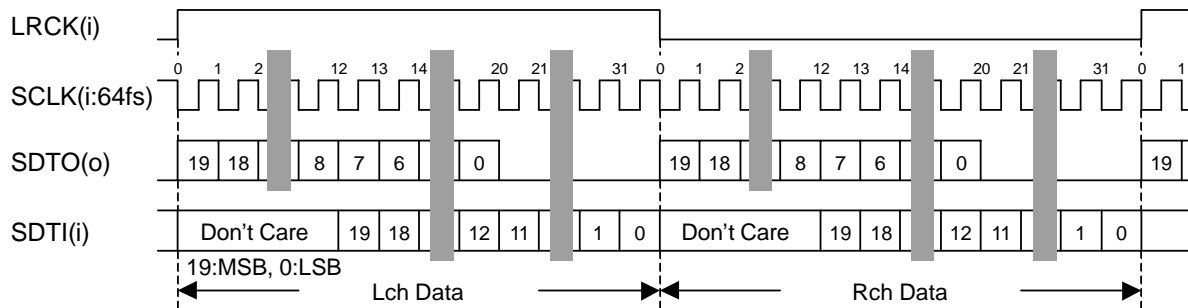 LRCK(i)
0 1 2 12 13 14 20 21 31 0 1 2 12 13 14 20 21 31 0 1
SCLK(i:64fs)
SDTO(o) 19 18 8 7 6 0 19 18 8 7 6 0 19
SDTI(i) Don't Care 19 18 12 11 1 0 Don't Care 19 18 12 11 1 0
19:MSB, 0:LSB
Lch Data Rch Data